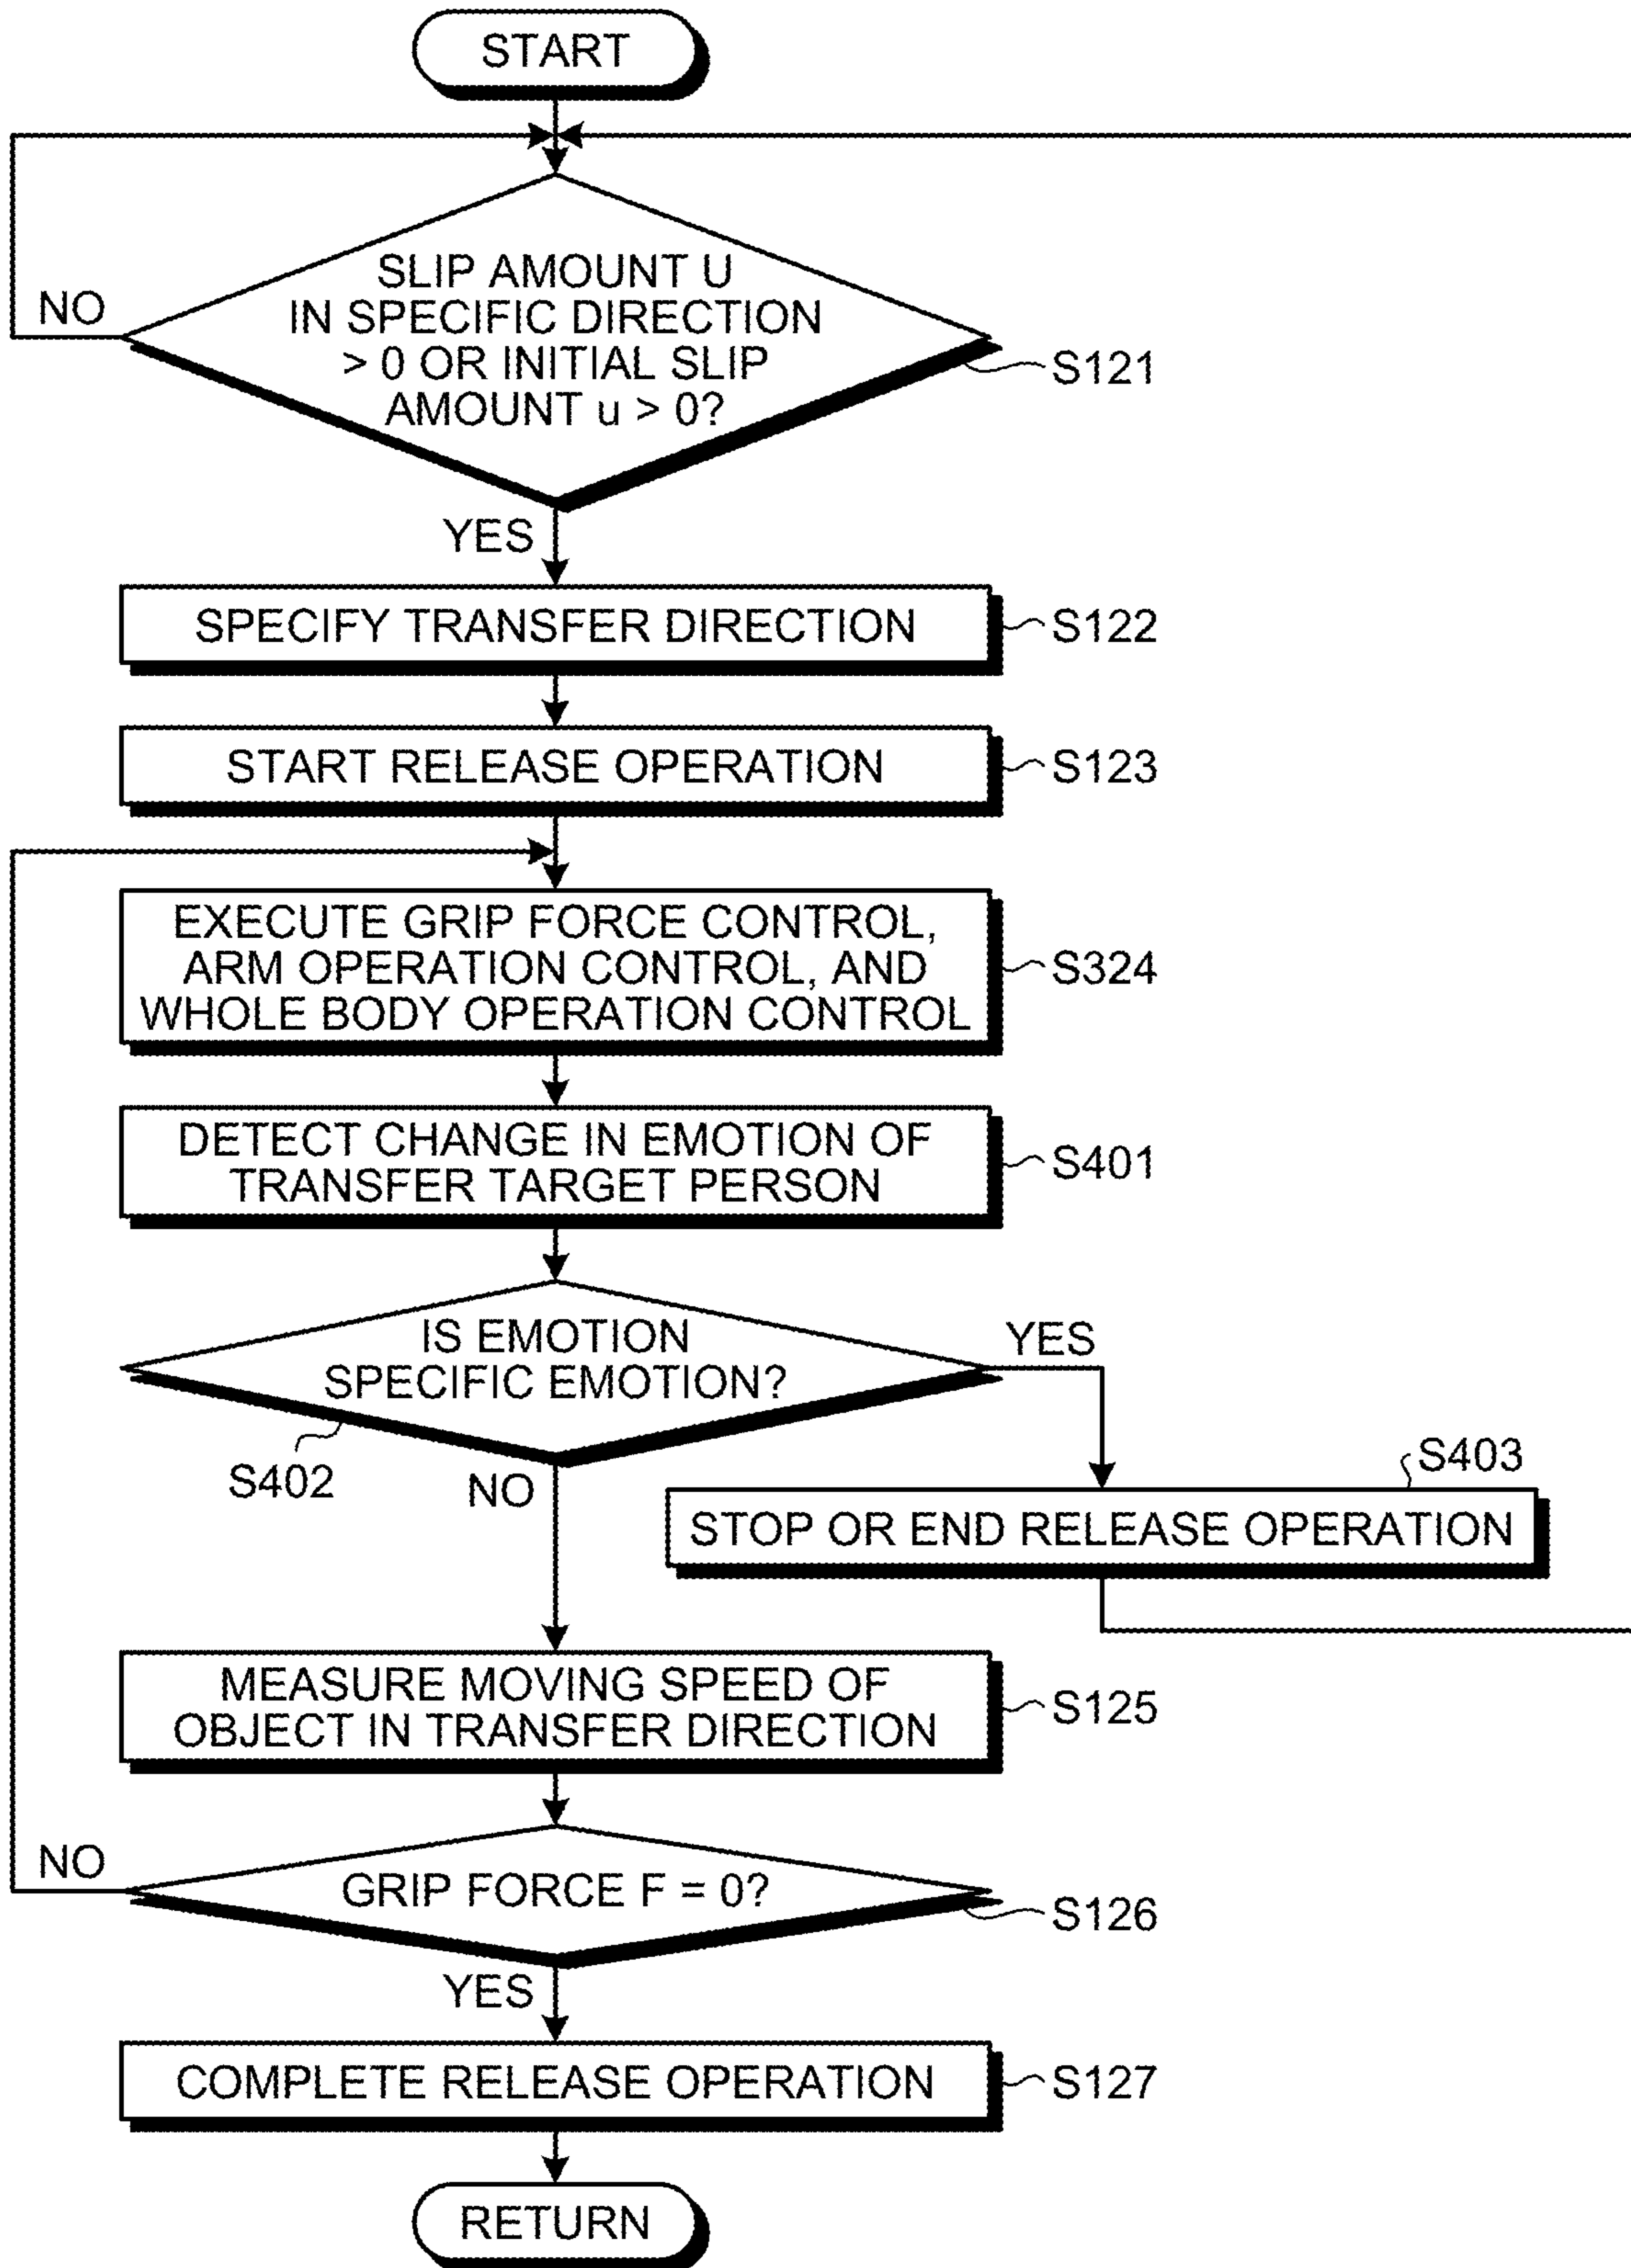 START
SLIP AMOUNT U
IN SPECIFIC DIRECTION
> 0 OR INITIAL SLIP
AMOUNT u > 0?
NO
S121
YES
SPECIFY TRANSFER DIRECTION
S122
START RELEASE OPERATION
S123
EXECUTE GRIP FORCE CONTROL,
ARM OPERATION CONTROL, AND
WHOLE BODY OPERATION CONTROL
S324
DETECT CHANGE IN EMOTION OF
TRANSFER TARGET PERSON
S401
IS EMOTION
SPECIFIC EMOTION?
YES
S402
NO
S403
STOP OR END RELEASE OPERATION
MEASURE MOVING SPEED OF
OBJECT IN TRANSFER DIRECTION
S125
NO
GRIP FORCE F = 0?
S126
YES
COMPLETE RELEASE OPERATION
S127
RETURN